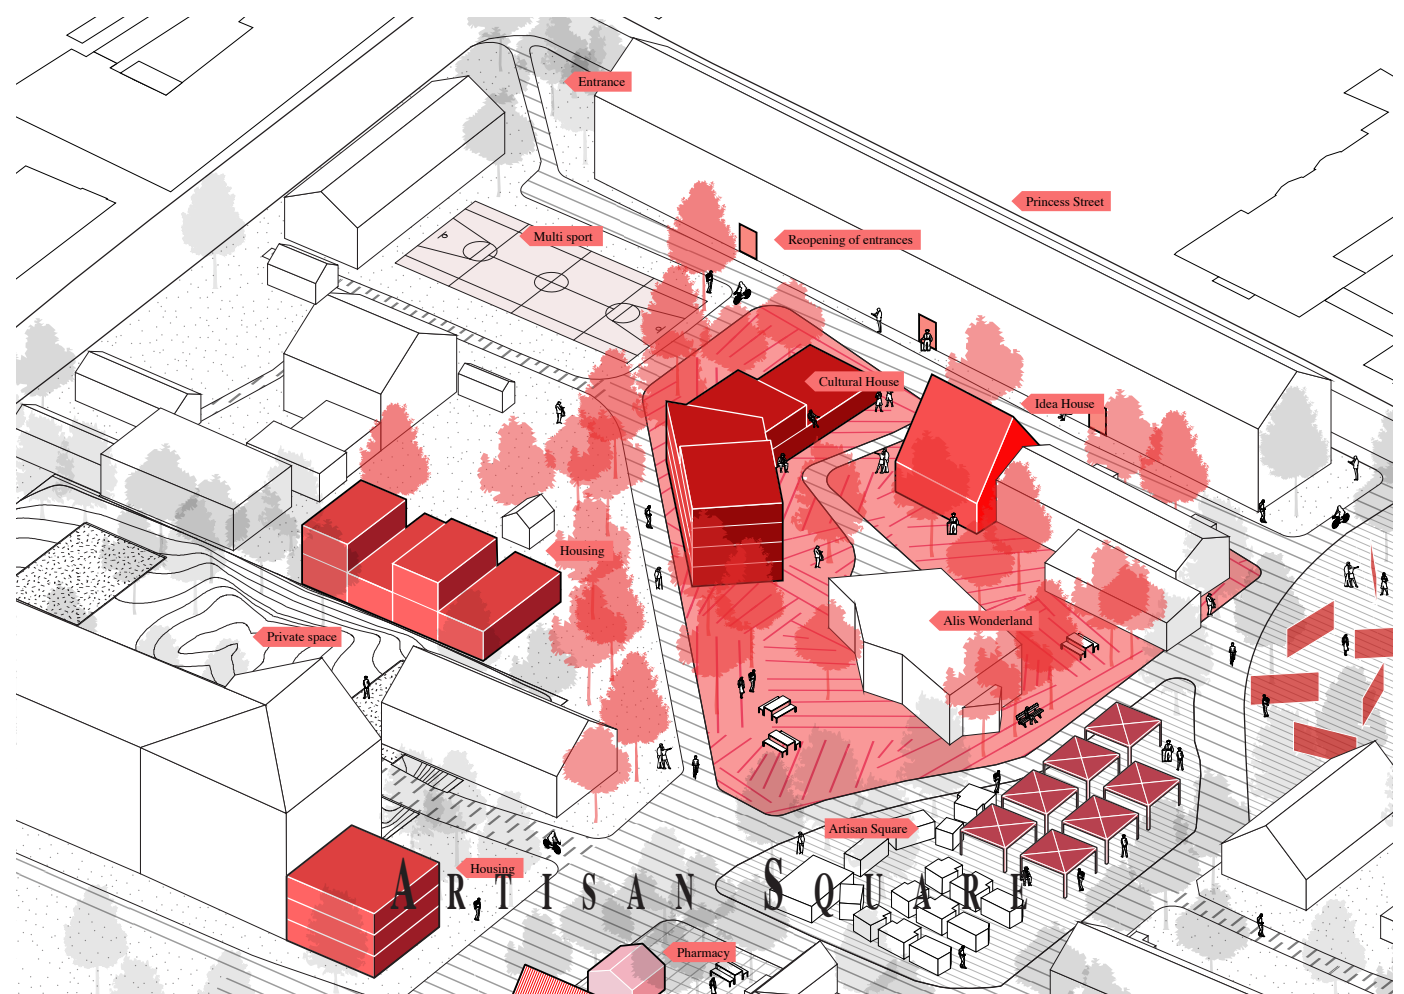 Entrance
Princess Street
Multi sport
Reopening of entrances
Cultural House
Idea House
Housing
Alis Wonderland
Private space
Artisan Square
Housing
ARTISAN SQUARE
Pharmacy